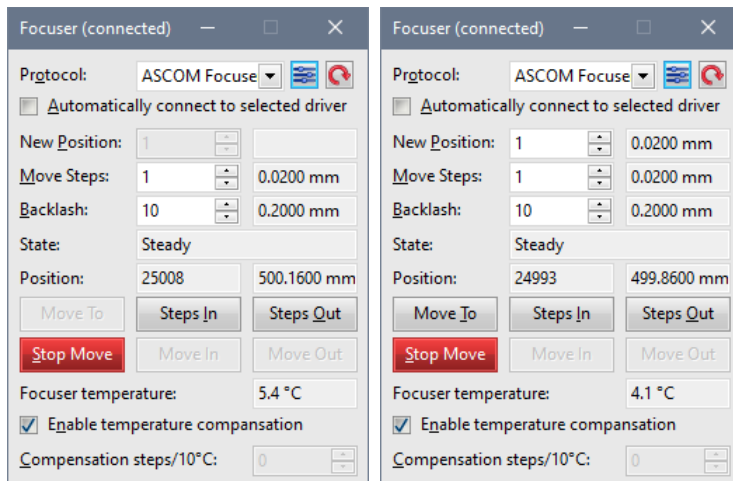 Focuser (connected)
Protocol: ASCOM Focuse
Automatically connect to selected driver
New Position: 1
Move Steps: 1 0.0200 mm
Backlash: 10 0.2000 mm
State: Steady
Position: 25008 500.1600 mm
Move To Steps In Steps Out
Stop Move Move In Move Out
Focuser temperature: 5.4 °C
Enable temperature compansation
Compensation steps/10°C: 0
Focuser (connected)
Protocol: ASCOM Focuse
Automatically connect to selected driver
New Position: 1 0.0200 mm
Move Steps: 1 0.0200 mm
Backlash: 10 0.2000 mm
State: Steady
Position: 24993 499.8600 mm
Move To Steps In Steps Out
Stop Move Move In Move Out
Focuser temperature: 4.1 °C
Enable temperature compansation
Compensation steps/10°C: 0